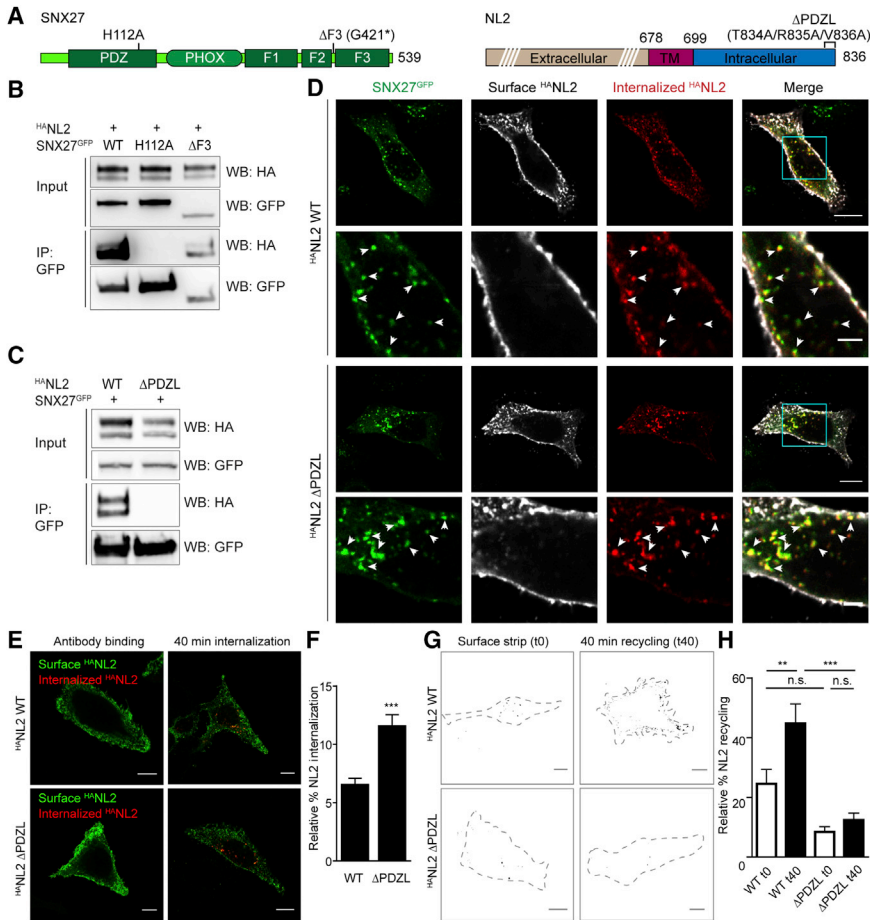 A
SNX27
H112A
ΔF3 (G421*)
PDZ PHOX F1 F2 F3 539
NL2
ΔPDZL
(T834A/R835A/V836A)
678 699
Extracellular TM Intracellular 836
B
HANL2 + + +
SNX27GFP WT H112A ΔF3
Input
WB: HA
WB: GFP
IP:
GFP
WB: HA
WB: GFP
C
HANL2 WT ΔPDZL
SNX27GFP + +
Input
WB: HA
WB: GFP
IP:
GFP
WB: HA
WB: GFP
D
SNX27GFP Surface HANL2 Internalized HANL2 Merge
HANL2 WT
HANL2 ΔPDZL
E
Antibody binding 40 min internalization
Surface HANL2
Internalized HANL2
HANL2 WT
Surface HANL2
Internalized HANL2
HANL2 ΔPDZL
F
Relative % NL2 internalization
15
10
5
0
***
WT ΔPDZL
G
Surface strip (t0) 40 min recycling (t40)
HANL2 WT
HANL2 ΔPDZL
H
Relative % NL2 recycling
60
40
20
0
** ***
n.s. n.s.
WT t0
WT t40
ΔPDZL t0
ΔPDZL t40